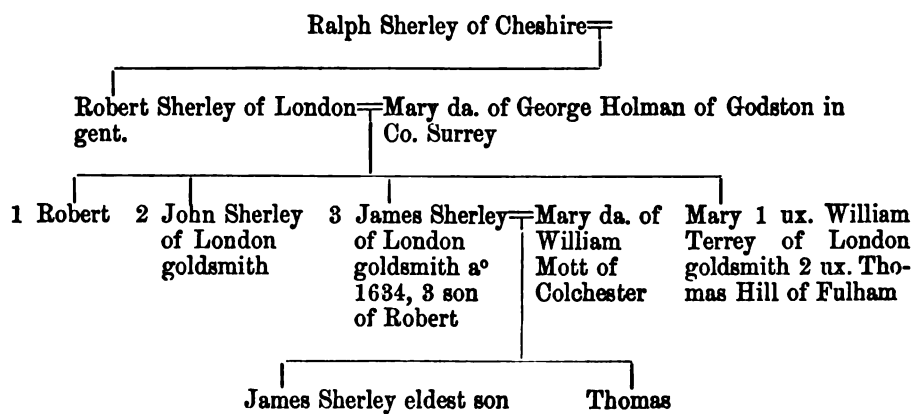 Ralph Sherley of Cheshire
Robert Sherley of London
gent.
Mary da. of George Holman of Godston in
Co. Surrey
1 Robert
2 John Sherley
of London
goldsmith
3 James Sherley
of London
goldsmith aº
1634, 3 son
of Robert
Mary da. of
William
Mott of
Colchester
Mary 1 ux. William
Terrey of London
goldsmith 2 ux. Tho-
mas Hill of Fulham
James Sherley eldest son
Thomas